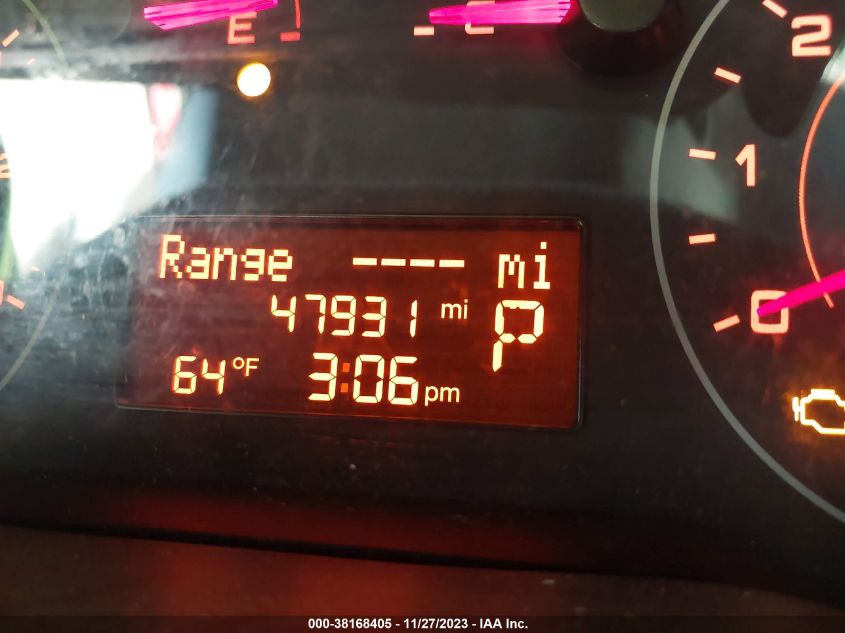 E C
2
1
0
Range ---- mi
47931 mi P
64 °F 3:06 pm
000-38168405 - 11/27/2023 - IAA Inc.